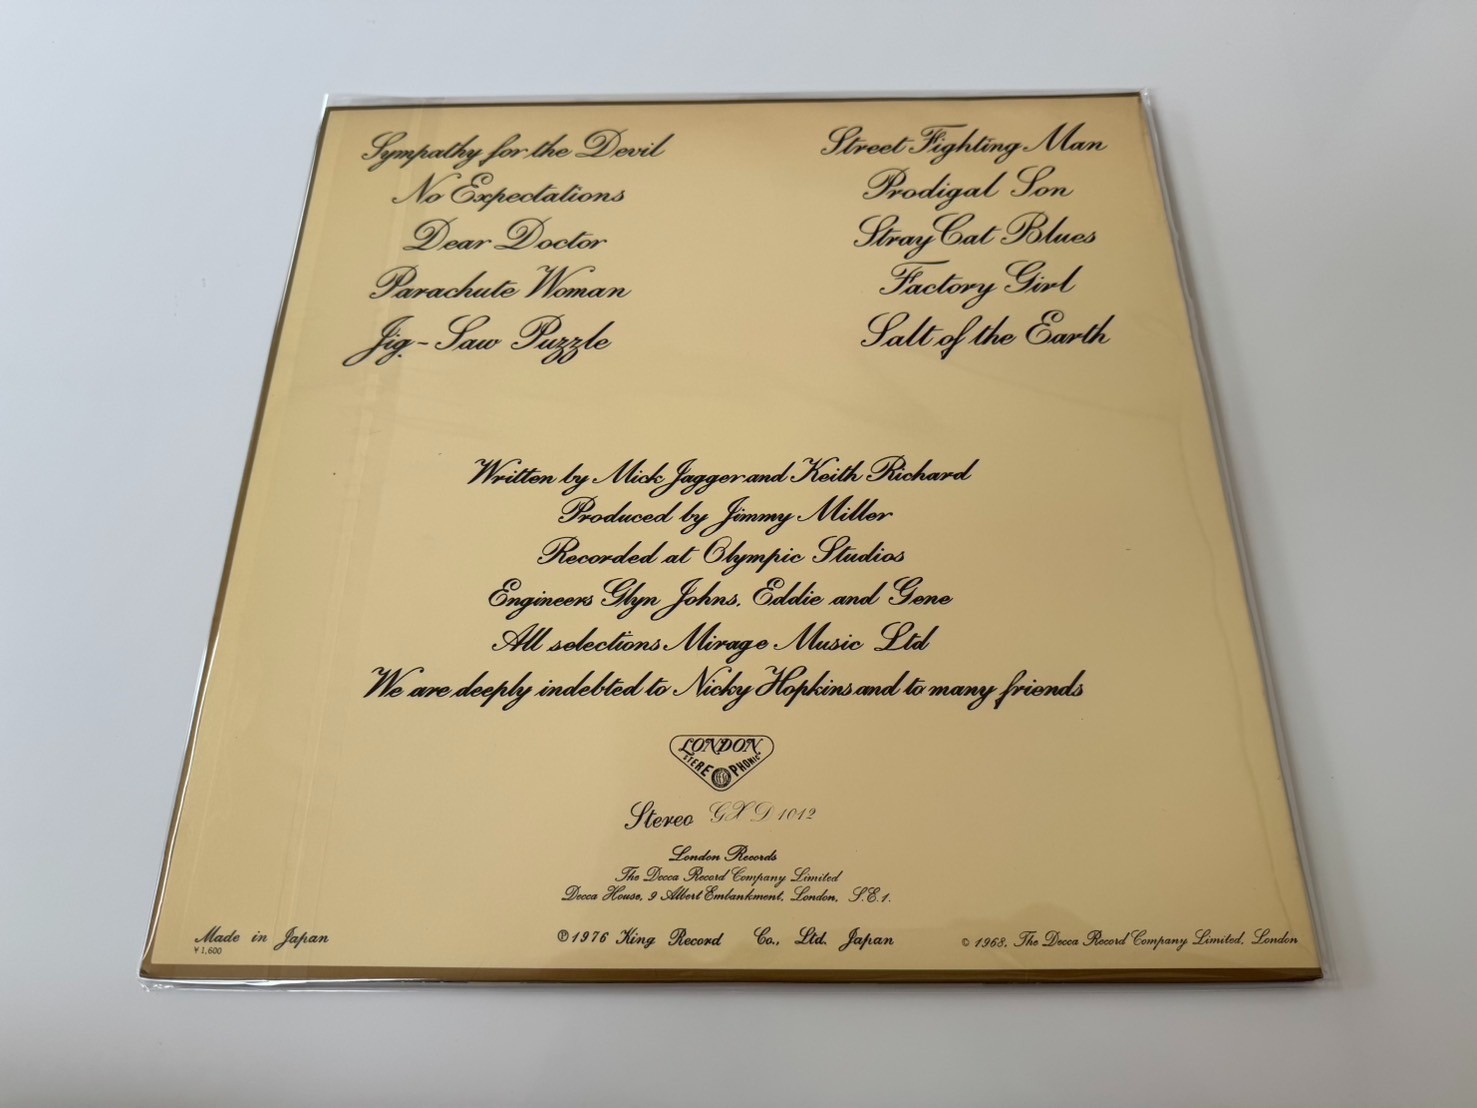 Sympathy for the Devil
No Expectations
Dear Doctor
Parachute Woman
Jig-Saw Puzzle
Street Fighting Man
Prodigal Son
Stray Cat Blues
Factory Girl
Salt of the Earth
Written by Mick Jagger and Keith Richard
Produced by Jimmy Miller
Recorded at Olympic Studios
Engineers Glyn Johns, Eddie and Gene
All selections Mirage Music Ltd
We are deeply indebted to Nicky Hopkins and to many friends
LONDON
STEREOPHONIC
Stereo GXD 1012
London Records
The Decca Record Company Limited
Decca House, 9 Albert Embankment, London, S.E.1.
Made in Japan
¥1,600
℗1976 King Record Co., Ltd. Japan
© 1968, The Decca Record Company Limited, London